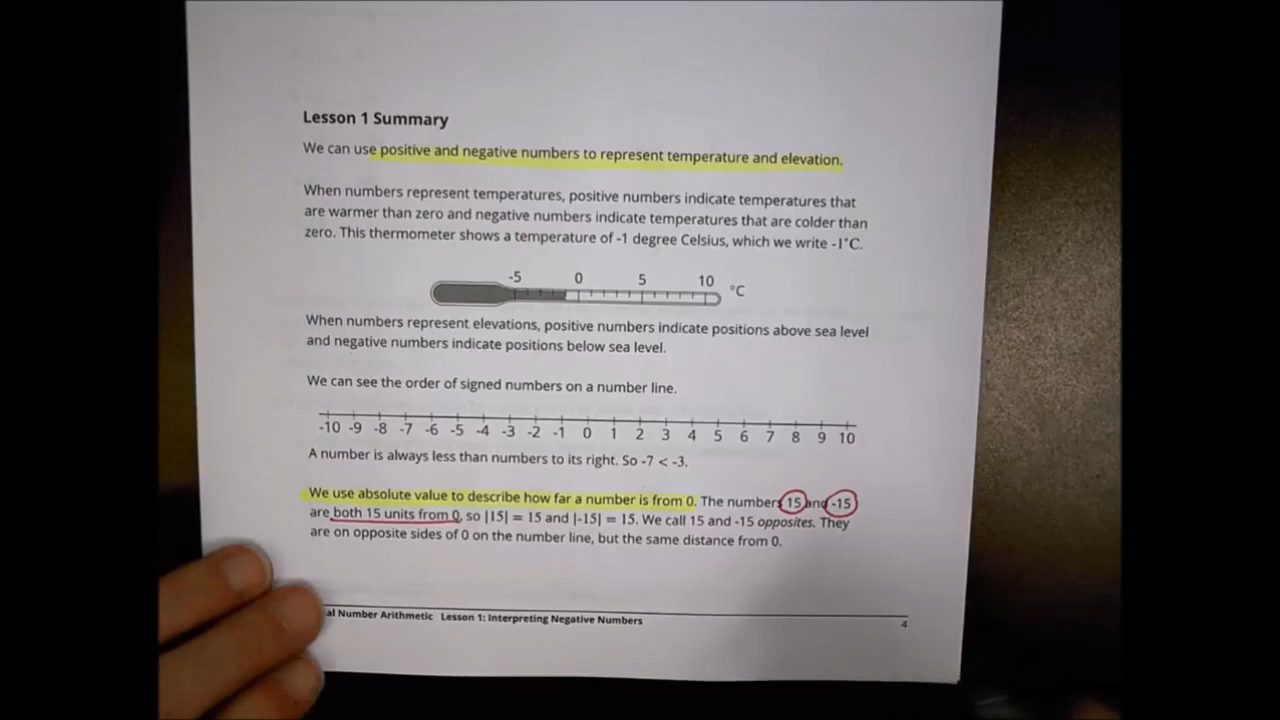 Lesson 1 Summary
We can use positive and negative numbers to represent temperature and elevation.
When numbers represent temperatures, positive numbers indicate temperatures that
are warmer than zero and negative numbers indicate temperatures that are colder than
zero. This thermometer shows a temperature of -1 degree Celsius, which we write -1°C.
-5 0 5 10 °C
When numbers represent elevations, positive numbers indicate positions above sea level
and negative numbers indicate positions below sea level.
We can see the order of signed numbers on a number line.
-10 -9 -8 -7 -6 -5 -4 -3 -2 -1 0 1 2 3 4 5 6 7 8 9 10
A number is always less than numbers to its right. So -7 < -3.
We use absolute value to describe how far a number is from 0. The numbers 15 and -15
are both 15 units from 0, so |15| = 15 and |-15| = 15. We call 15 and -15 opposites. They
are on opposite sides of 0 on the number line, but the same distance from 0.
al Number Arithmetic Lesson 1: Interpreting Negative Numbers 4